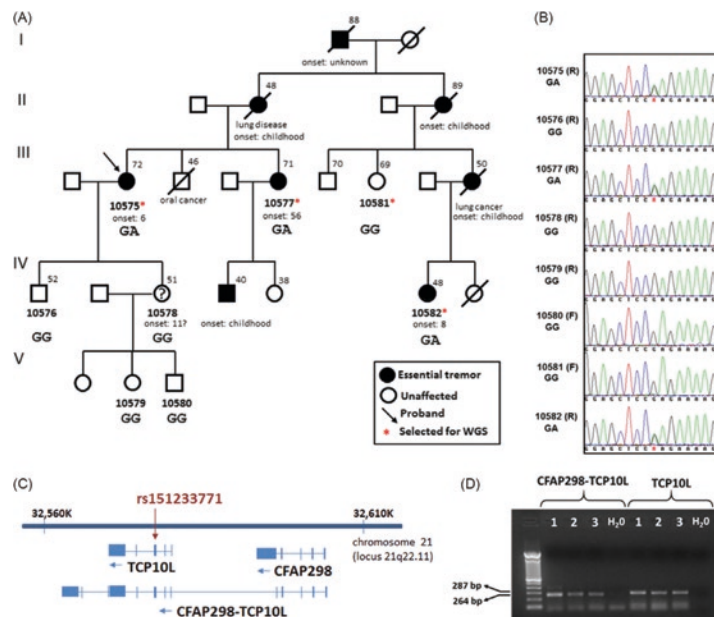 (A)
I
88
onset: unknown
II
48
lung disease
onset: childhood
89
onset: childhood
III
72
10575*
onset: 6
GA
46
oral cancer
71
10577*
onset: 56
GA
70
69
10581*
GG
50
lung cancer
onset: childhood
IV
52
10576
GG
?
51
10578
onset: 11?
GG
40
onset: childhood
38
48
10582*
onset: 8
GA
V
10579
GG
10580
GG
Essential tremor
Unaffected
Proband
* Selected for WGS
(B)
10575 (R)
GA
10576 (R)
GG
10577 (R)
GA
10578 (R)
GG
10579 (R)
GG
10580 (F)
GG
10581 (F)
GG
10582 (R)
GA
(C)
rs151233771
32,560K
32,610K
chromosome 21
(locus 21q22.11)
TCP10L
CFAP298
CFAP298-TCP10L
(D)
CFAP298-TCP10L
TCP10L
1 2 3 H₂0 1 2 3 H₂0
287 bp
264 bp